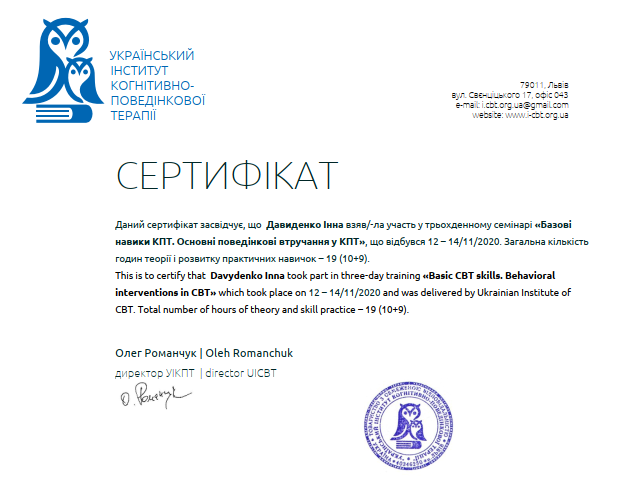 УКРАЇНСЬКИЙ
ІНСТИТУТ
КОГНІТИВНО-
ПОВЕДІНКОВОЇ
ТЕРАПІЇ
79011, Львів
вул. Свєнціцького 17, офіс 043
e-mail: i.cbt.org.ua@gmail.com
website: www.i-cbt.org.ua
СЕРТИФІКАТ
Даний сертифікат засвідчує, що Давиденко Інна взяв/-ла участь у трьохденному семінарі «Базові
навики КПТ. Основні поведінкові втручання у КПТ», що відбувся 12 – 14/11/2020. Загальна кількість
годин теорії і розвитку практичних навичок – 19 (10+9).
This is to certify that Davydenko Inna took part in three-day training «Basic CBT skills. Behavioral
interventions in CBT» which took place on 12 – 14/11/2020 and was delivered by Ukrainian Institute of
CBT. Total number of hours of theory and skill practice – 19 (10+9).
Олег Романчук | Oleh Romanchuk
директор УІКПТ | director UICBT